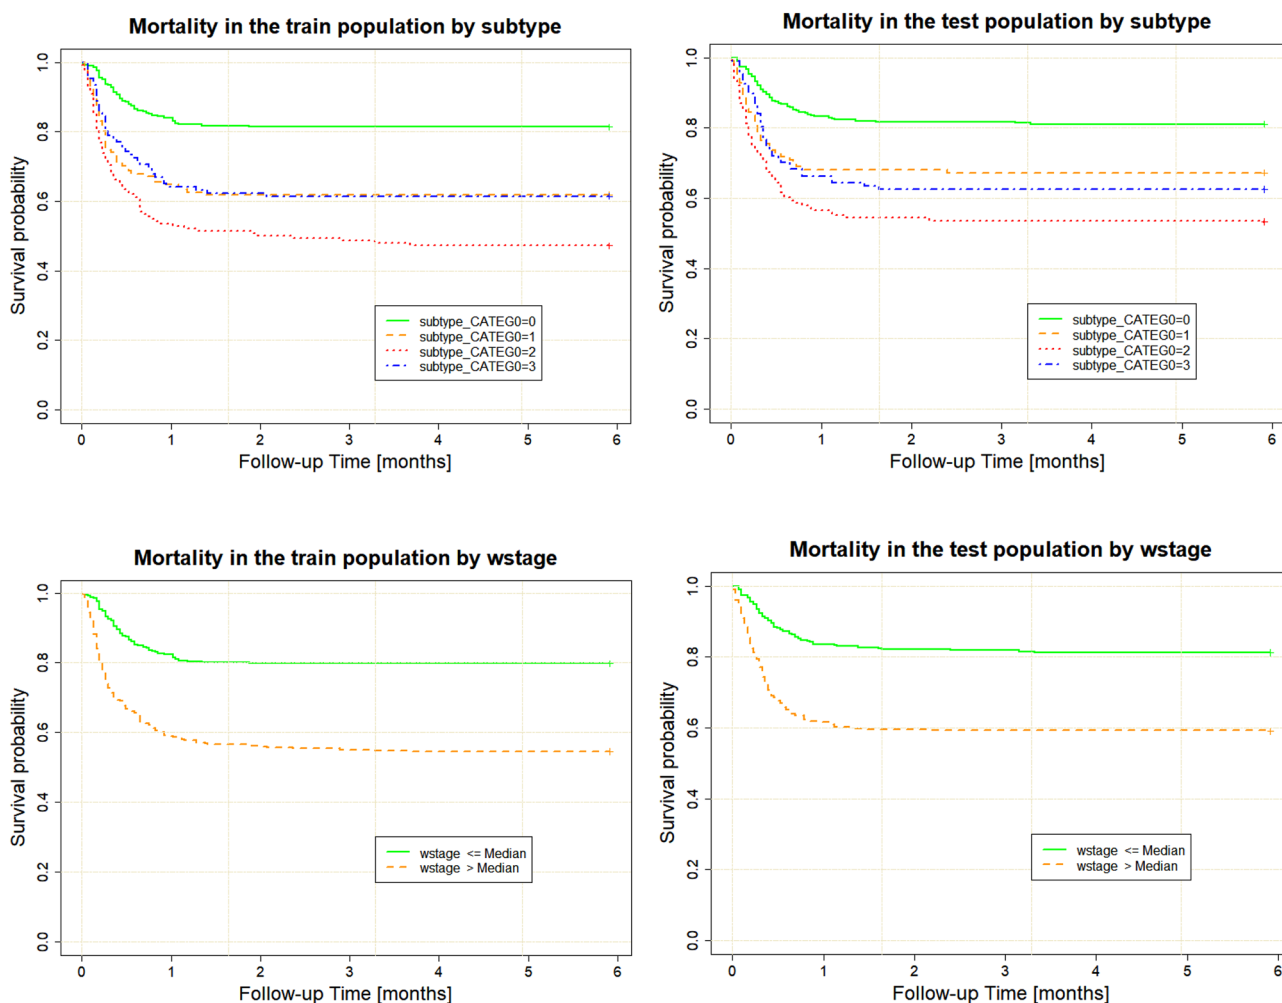 Mortality in the train population by subtype
Survival probability
1.0
0.8
0.6
0.4
0.2
0.0
subtype_CATEG0=0
subtype_CATEG0=1
subtype_CATEG0=2
subtype_CATEG0=3
0 1 2 3 4 5 6
Follow-up Time [months]
Mortality in the test population by subtype
Survival probability
1.0
0.8
0.6
0.4
0.2
0.0
subtype_CATEG0=0
subtype_CATEG0=1
subtype_CATEG0=2
subtype_CATEG0=3
0 1 2 3 4 5 6
Follow-up Time [months]
Mortality in the train population by wstage
Survival probability
1.0
0.8
0.6
0.4
0.2
0.0
wstage <= Median
wstage > Median
0 1 2 3 4 5 6
Follow-up Time [months]
Mortality in the test population by wstage
Survival probability
1.0
0.8
0.6
0.4
0.2
0.0
wstage <= Median
wstage > Median
0 1 2 3 4 5 6
Follow-up Time [months]